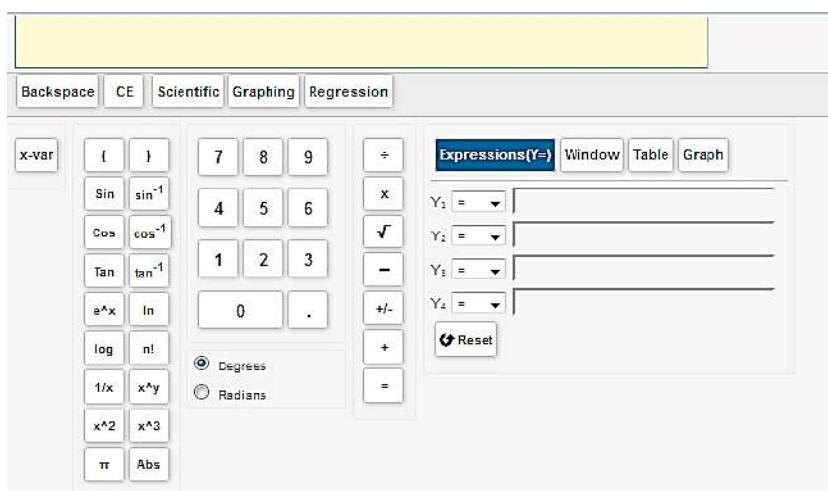 Backspace CE Scientific Graphing Regression
x-var ( ) 7 8 9 ÷ Expressions(Y=) Window Table Graph
Sin sin⁻¹ 4 5 6 x Y₁ =
Cos cos⁻¹ √ Y₂ =
Tan tan⁻¹ 1 2 3 − Y₃ =
e^x ln 0 . +/- Y₄ =
log n! + Reset
Degrees
1/x x^y = Radians
x^2 x^3
π Abs